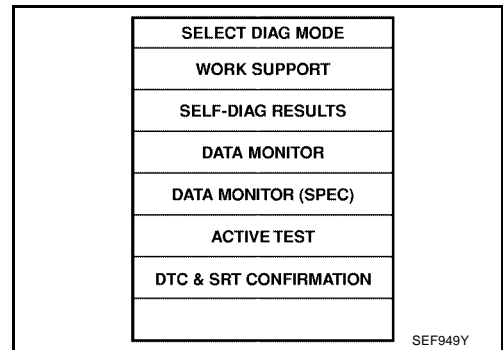 SELECT DIAG MODE
WORK SUPPORT
SELF-DIAG RESULTS
DATA MONITOR
DATA MONITOR (SPEC)
ACTIVE TEST
DTC & SRT CONFIRMATION
SEF949Y